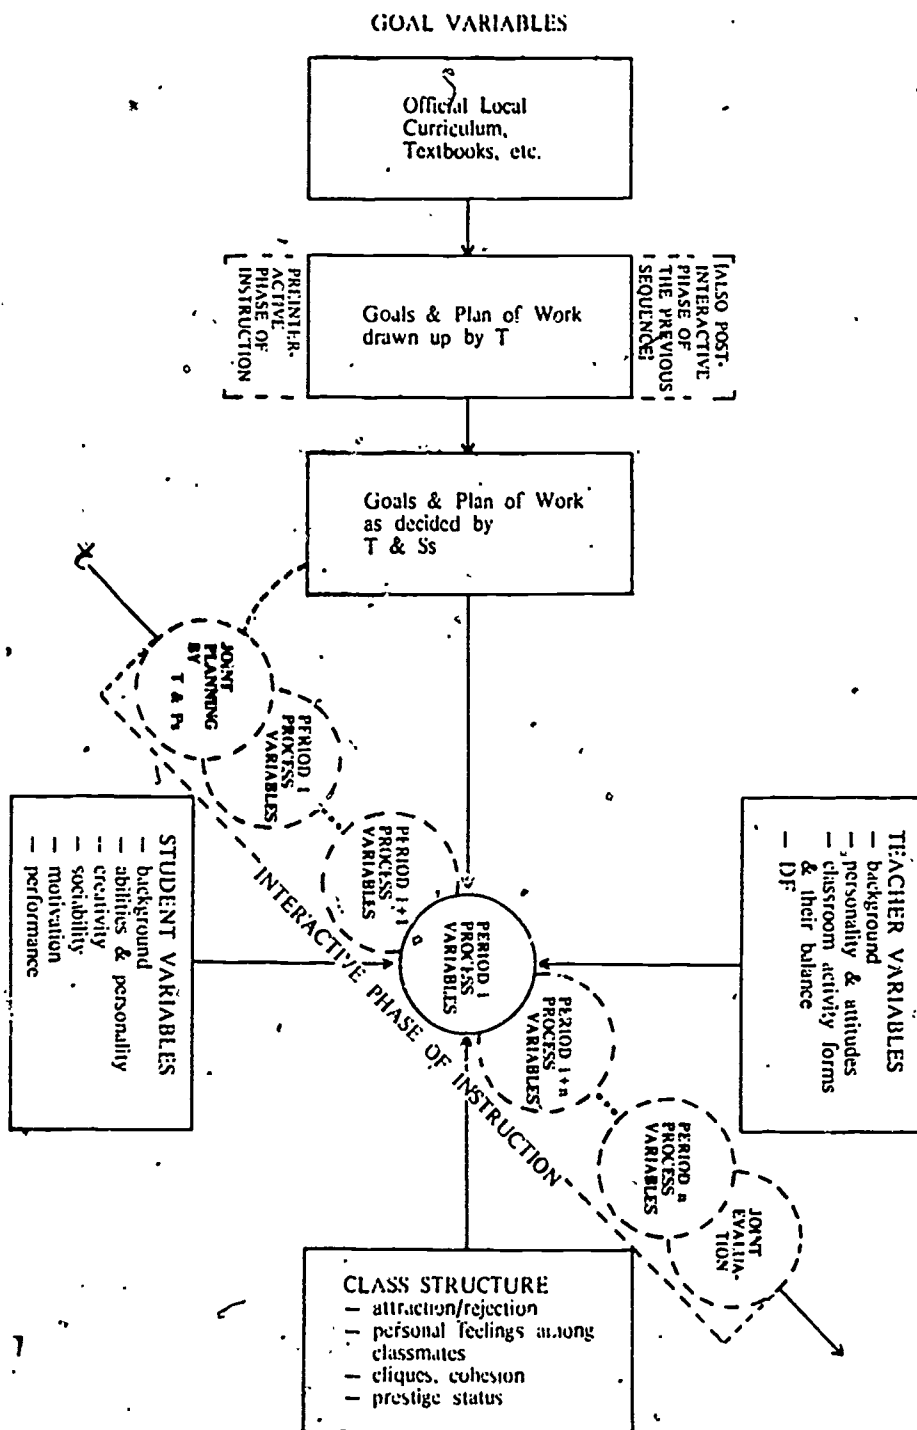 GOAL VARIABLES
Official Local
Curriculum,
Textbooks, etc.
PREINTER-
ACTIVE
PHASE OF
INSTRUCTION
Goals & Plan of Work
drawn up by T
[ALSO POST-
INTERACTIVE
PHASE OF
THE PREVIOUS
SEQUENCE]
Goals & Plan of Work
as decided by
T & Ss
JOINT
PLANNING
BY
T & Ps
PERIOD 1
PROCESS
VARIABLES
PERIOD 1+1
PROCESS
VARIABLES
PERIOD 1
PROCESS
VARIABLES
PERIOD 1+n
PROCESS
VARIABLES
PERIOD n
PROCESS
VARIABLES
JOINT
EVALUA-
TION
INTERACTIVE PHASE OF INSTRUCTION
STUDENT VARIABLES
— background
— abilities & personality
— creativity
— sociability
— motivation
— performance
TEACHER VARIABLES
— background
— personality & attitudes
— classroom activity forms
& their balance
— DF
CLASS STRUCTURE
— attraction/rejection
— personal feelings among
classmates
— cliques, cohesion
— prestige status